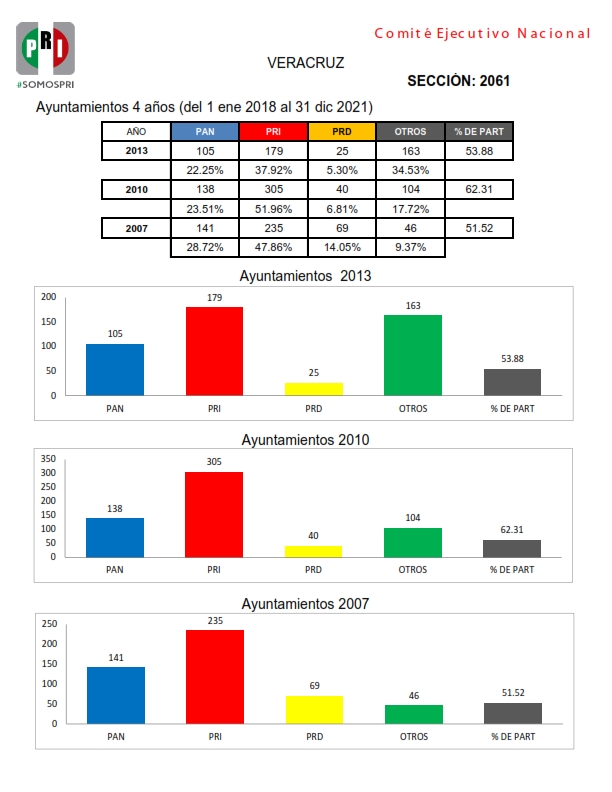 Comité Ejecutivo Nacional
PRI
#SOMOSPRI
VERACRUZ
SECCIÓN: 2061
Ayuntamientos 4 años (del 1 ene 2018 al 31 dic 2021)
AÑO PAN PRI PRD OTROS % DE PART
2013 105 179 25 163 53.88
22.25% 37.92% 5.30% 34.53%
2010 138 305 40 104 62.31
23.51% 51.96% 6.81% 17.72%
2007 141 235 69 46 51.52
28.72% 47.86% 14.05% 9.37%
Ayuntamientos 2013
200
150
100
50
0
105
179
25
163
53.88
PAN PRI PRD OTROS % DE PART
Ayuntamientos 2010
350
300
250
200
150
100
50
0
138
305
40
104
62.31
PAN PRI PRD OTROS % DE PART
Ayuntamientos 2007
250
200
150
100
50
0
141
235
69
46
51.52
PAN PRI PRD OTROS % DE PART